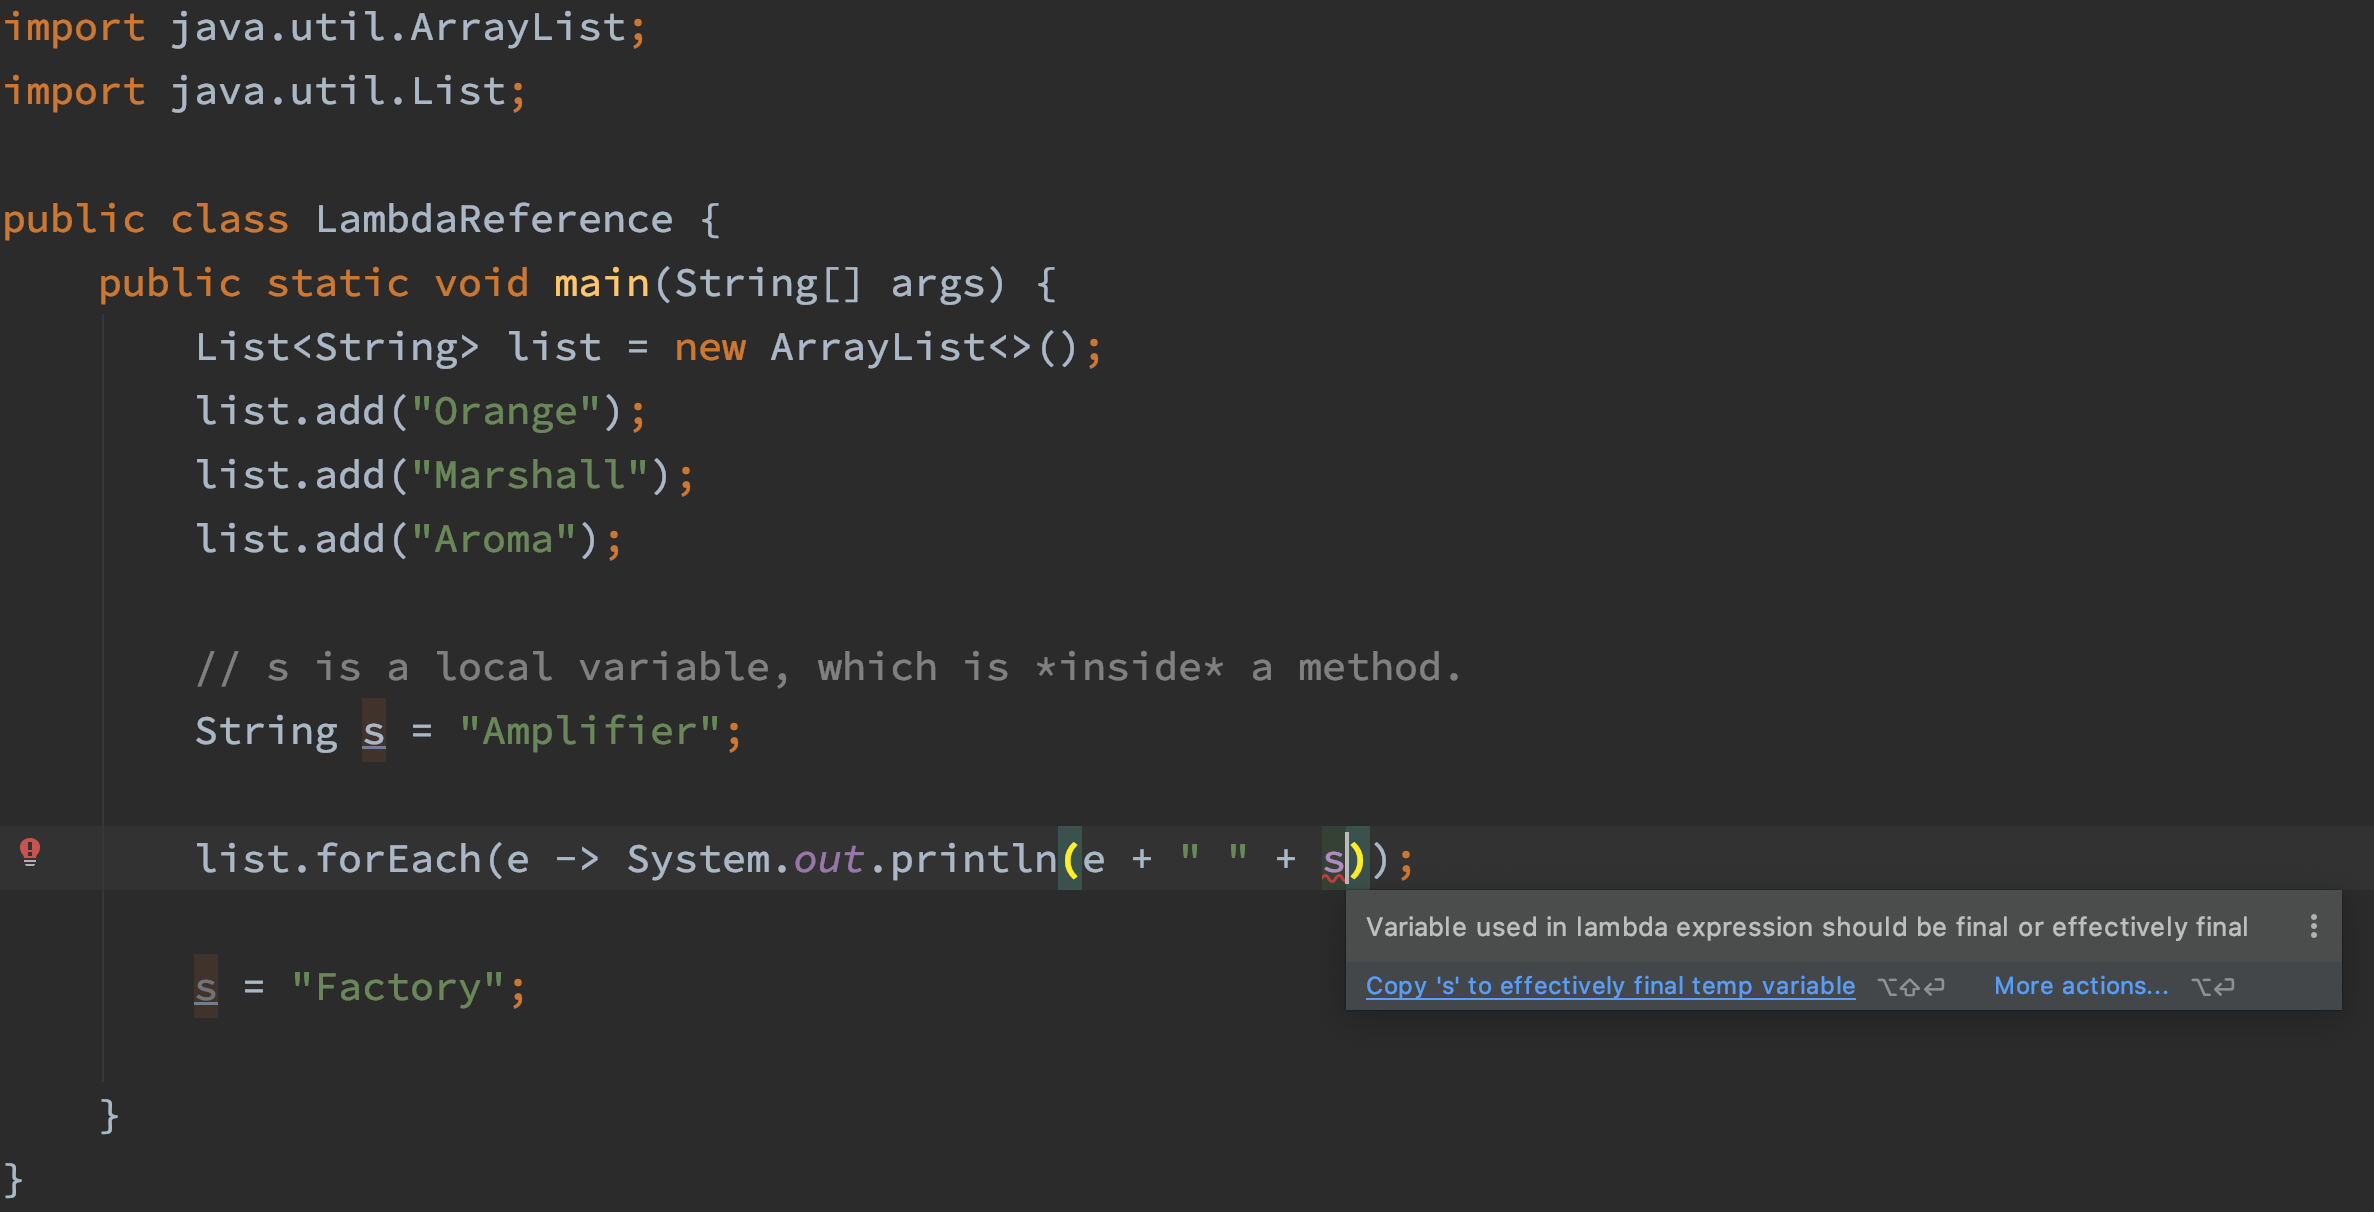 import java.util.ArrayList;
import java.util.List;
public class LambdaReference {
public static void main(String[] args) {
List<String> list = new ArrayList<>();
list.add("Orange");
list.add("Marshall");
list.add("Aroma");
// s is a local variable, which is *inside* a method.
String s = "Amplifier";
list.forEach(e -> System.out.println(e + " " + s));
Variable used in lambda expression should be final or effectively final
Copy 's' to effectively final temp variable ⌥⇧⏎ More actions... ⌥⏎
s = "Factory";
}
}